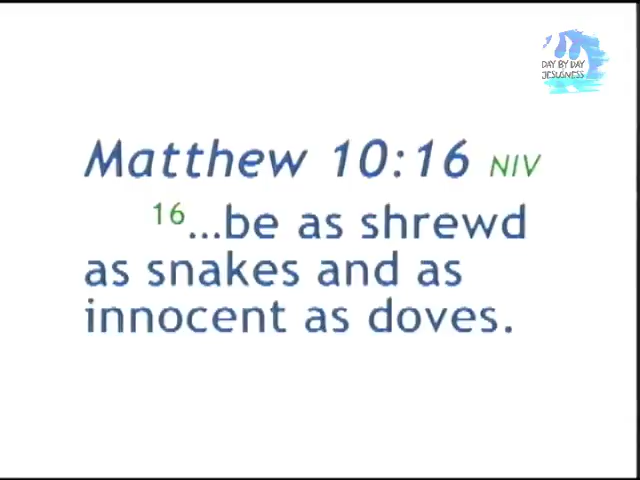 DAY BY DAY
JESUSNESS
Matthew 10:16 NIV
16...be as shrewd
as snakes and as
innocent as doves.